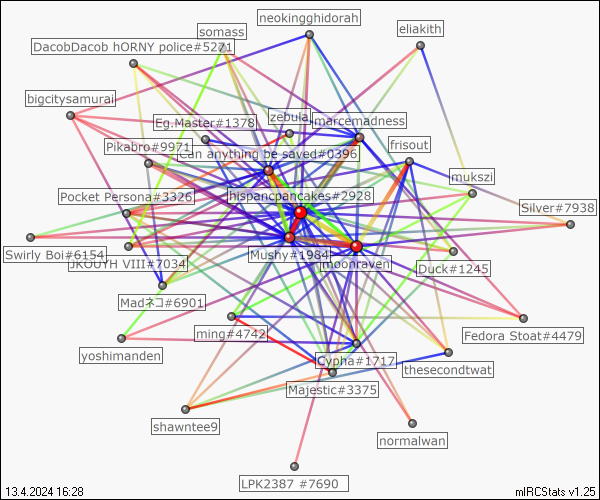 neokingghidorah
somass
eliakith
DacobDacob hORNY police#5271
bigcitysamurai
Eg.Master#1378
zebula
marcemadness
Pikabro#9971
Can anything be saved#0396
frisout
mukszi
Pocket Persona#3326
hispancpancakes#2928
Silver#7938
Swirly Boi#6154
JKOUYH VIII#7034
Mushy#1984
moonraven
Duck#1245
Madネコ#6901
ming#4742
Fedora Stoat#4479
yoshimanden
Cypha#1717
thesecondtwat
Majestic#3375
shawntee9
normalwan
LPK2387 #7690
13.4.2024 16:28
mIRCStats v1.25